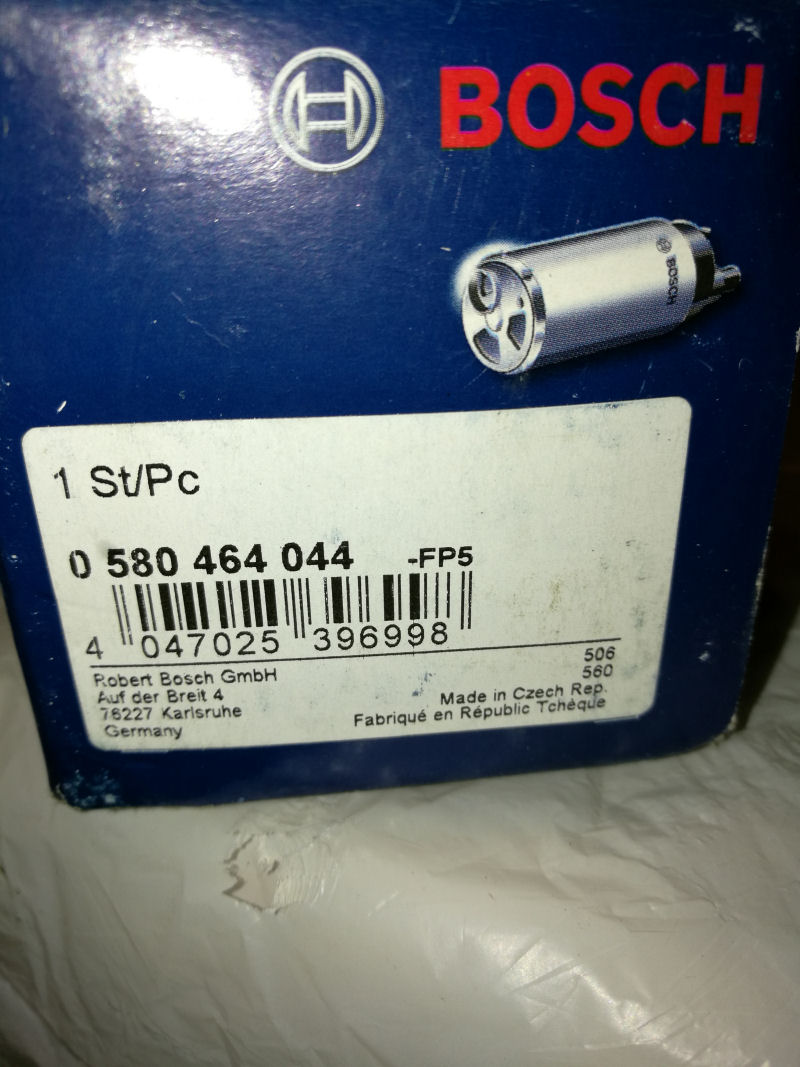 BOSCH
BOSCH
1 St/Pc
0 580 464 044 -FP5
4 047025 396998
Robert Bosch GmbH
Auf der Breit 4
76227 Karlsruhe
Germany
506
560
Made in Czech Rep.
Fabriqué en Républic Tchèque